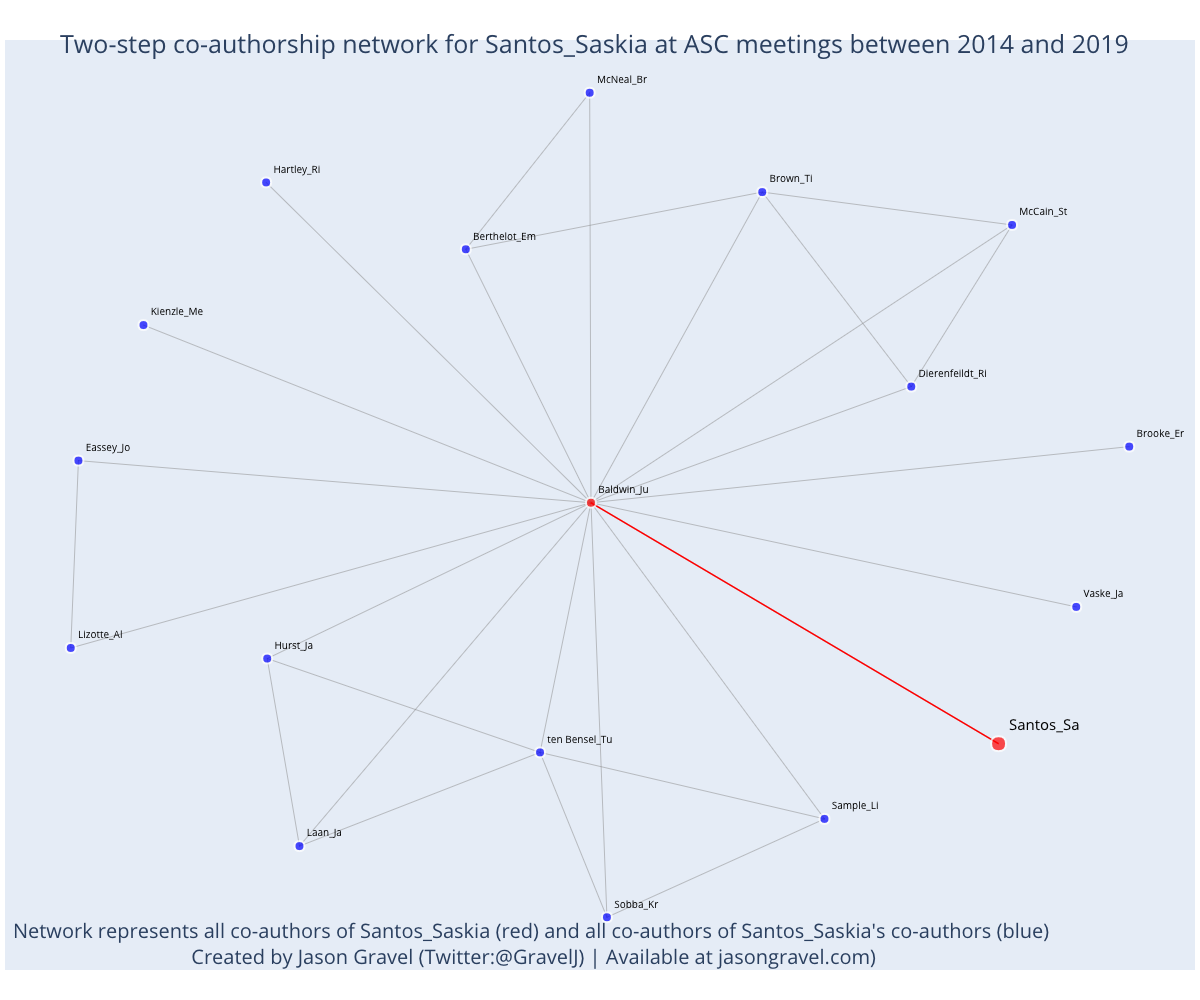 Two-step co-authorship network for Santos_Saskia at ASC meetings between 2014 and 2019
McNeal_Br
Hartley_Ri
Brown_Ti
McCain_St
Berthelot_Em
Kienzle_Me
Dierenfeildt_Ri
Brooke_Er
Eassey_Jo
Baldwin_Ju
Vaske_Ja
Lizotte_Al
Hurst_Ja
Santos_Sa
ten Bensel_Tu
Sample_Li
Laan_Ja
Sobba_Kr
Network represents all co-authors of Santos_Saskia (red) and all co-authors of Santos_Saskia's co-authors (blue)
Created by Jason Gravel (Twitter:@GravelJ) | Available at jasongravel.com)